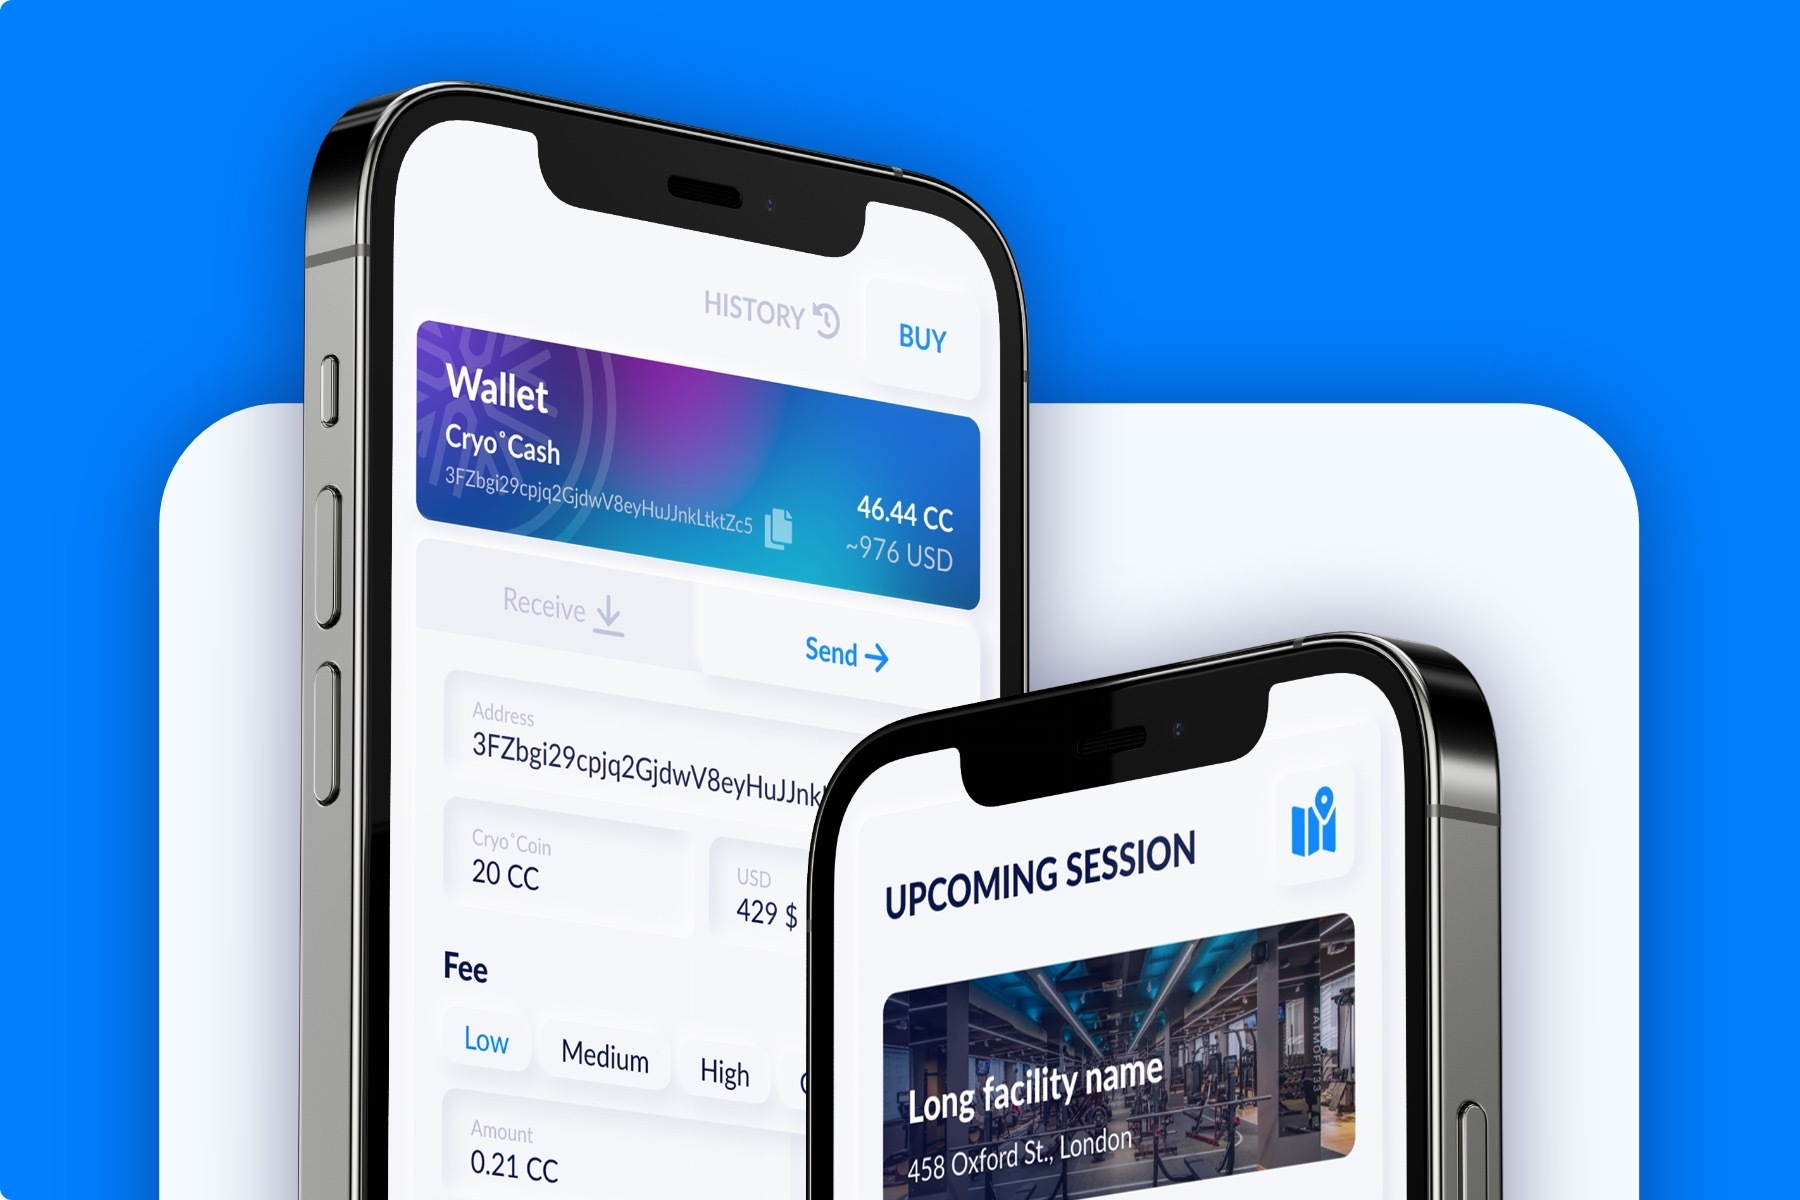 HISTORY
BUY
Wallet
Cryo°Cash
3FZbgi29cpjq2GjdwV8eyHuJJnkLtktZc5
46.44 CC
~976 USD
Receive
Send
Address
3FZbgi29cpjq2GjdwV8eyHuJJnk
Cryo°Coin
20 CC
USD
429 $
Fee
Low
Medium
High
Amount
0.21 CC
UPCOMING SESSION
Long facility name
458 Oxford St., London